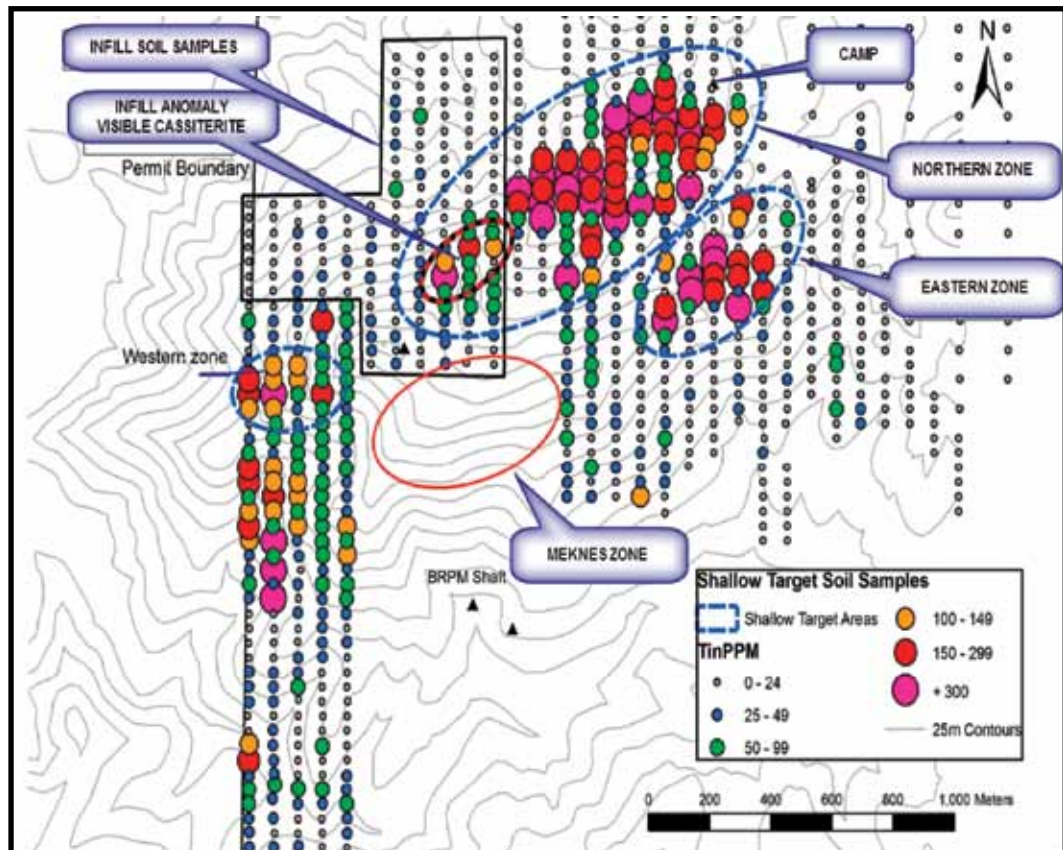 INFILL SOIL SAMPLES
INFILL ANOMALY
VISIBLE CASSITERITE
Permit Boundary
CAMP
N
NORTHERN ZONE
EASTERN ZONE
Western zone
MEKNES ZONE
BRPM Shaft
Shallow Target Soil Samples
Shallow Target Areas
TinPPM
0 - 24
25 - 49
50 - 99
100 - 149
150 - 299
+ 300
25m Contours
0 200 400 600 800 1,000 Meters